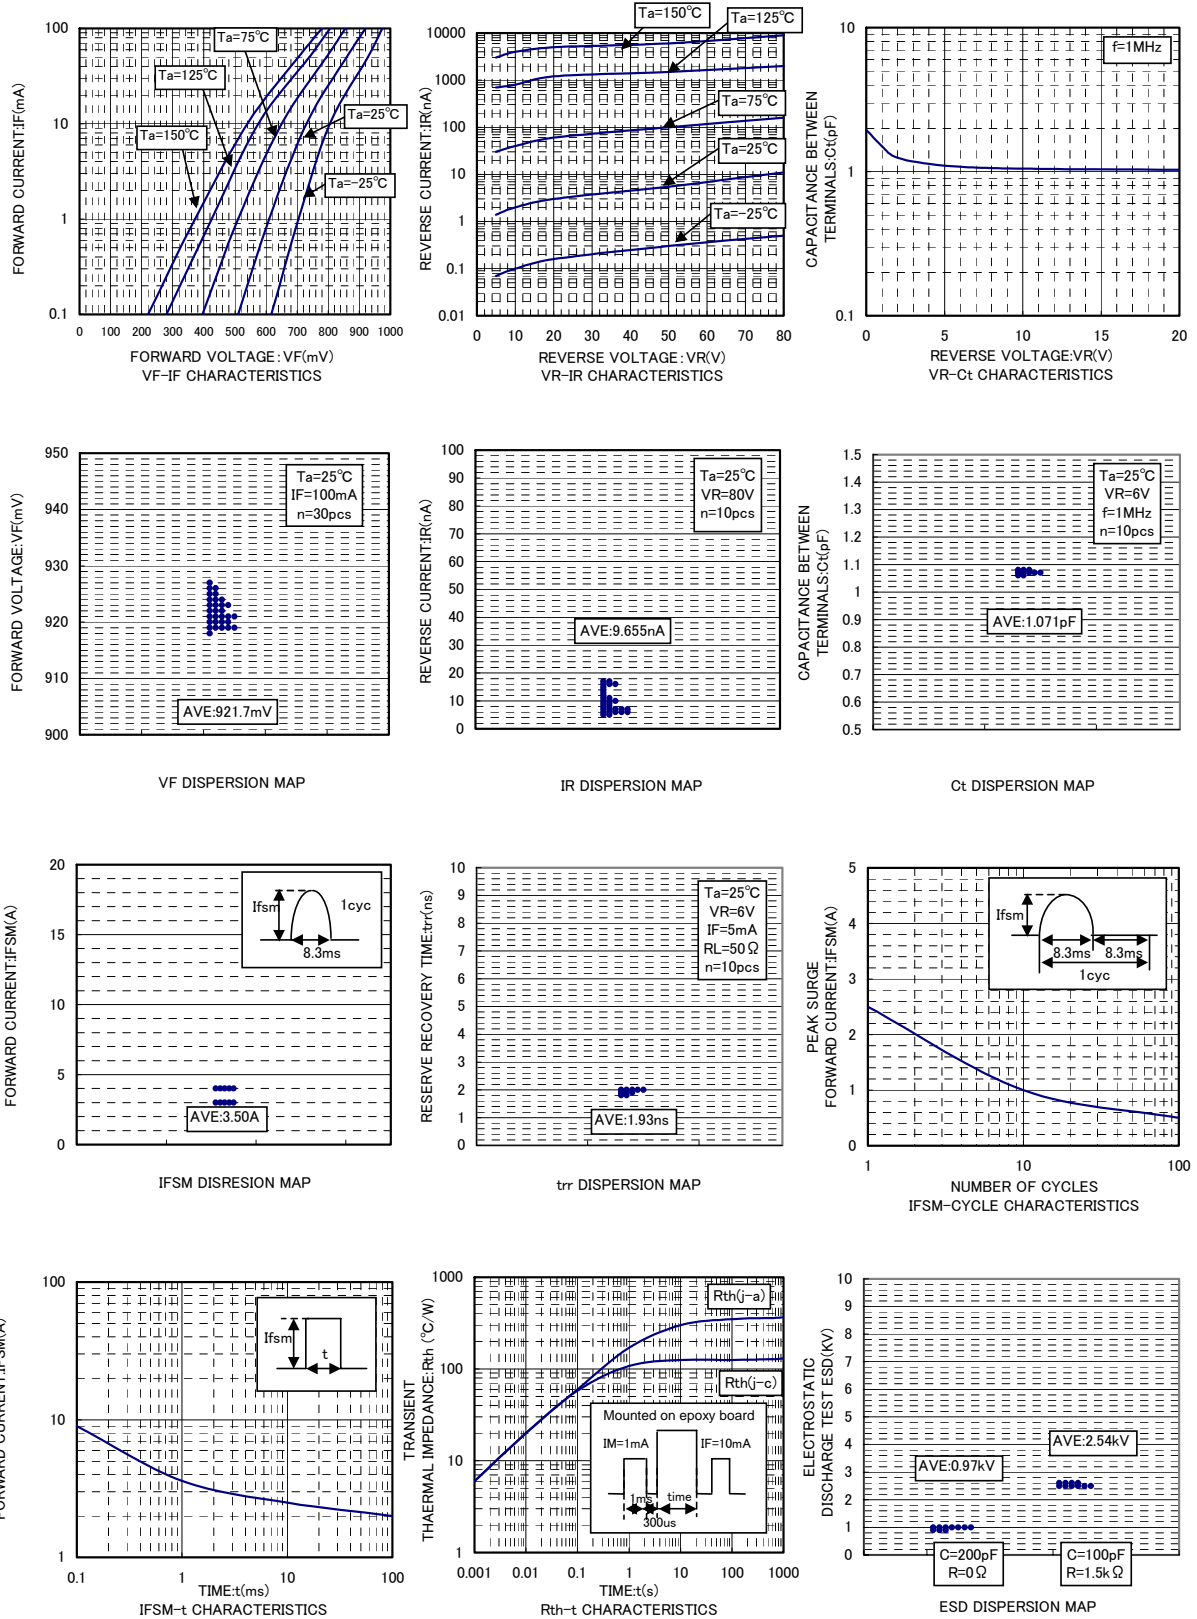 FORWARD CURRENT:IF(mA)
100
10
1
0.1
Ta=75℃
Ta=125℃
Ta=150℃
Ta=25℃
Ta=-25℃
0 100 200 300 400 500 600 700 800 900 1000
FORWARD VOLTAGE:VF(mV)
VF-IF CHARACTERISTICS
REVERSE CURRENT:IR(nA)
10000
1000
100
10
1
0.1
0.01
Ta=150℃
Ta=125℃
Ta=75℃
Ta=25℃
Ta=-25℃
0 10 20 30 40 50 60 70 80
REVERSE VOLTAGE:VR(V)
VR-IR CHARACTERISTICS
CAPACITANCE BETWEEN
TERMINALS:Ct(pF)
10
1
0.1
f=1MHz
0 5 10 15 20
REVERSE VOLTAGE:VR(V)
VR-Ct CHARACTERISTICS
FORWARD VOLTAGE:VF(mV)
950
940
930
920
910
900
Ta=25℃
IF=100mA
n=30pcs
AVE:921.7mV
VF DISPERSION MAP
REVERSE CURRENT:IR(nA)
100
90
80
70
60
50
40
30
20
10
0
Ta=25℃
VR=80V
n=10pcs
AVE:9.655nA
IR DISPERSION MAP
CAPACITANCE BETWEEN
TERMINALS:Ct(pF)
1.5
1.4
1.3
1.2
1.1
1
0.9
0.8
0.7
0.6
0.5
Ta=25℃
VR=6V
f=1MHz
n=10pcs
AVE:1.071pF
Ct DISPERSION MAP
FORWARD CURRENT:IFSM(A)
20
15
10
5
0
Ifsm
1cyc
8.3ms
AVE:3.50A
IFSM DISRESION MAP
RESERVE RECOVERY TIME:trr(ns)
10
9
8
7
6
5
4
3
2
1
0
Ta=25℃
VR=6V
IF=5mA
RL=50Ω
n=10pcs
AVE:1.93ns
trr DISPERSION MAP
PEAK SURGE
FORWARD CURRENT:IFSM(A)
5
4
3
2
1
0
Ifsm
8.3ms 8.3ms
1cyc
1 10 100
NUMBER OF CYCLES
IFSM-CYCLE CHARACTERISTICS
FORWARD CURRENT:IFSM(A)
100
10
1
Ifsm
t
0.1 1 10 100
TIME:t(ms)
IFSM-t CHARACTERISTICS
TRANSIENT
THAERMAL IMPEDANCE:Rth (℃/W)
1000
100
10
1
Rth(j-a)
Rth(j-c)
Mounted on epoxy board
IM=1mA IF=10mA
1ms time
300us
0.001 0.01 0.1 1 10 100 1000
TIME:t(s)
Rth-t CHARACTERISTICS
ELECTROSTATIC
DISCHARGE TEST ESD(KV)
10
9
8
7
6
5
4
3
2
1
0
AVE:2.54kV
AVE:0.97kV
C=200pF
R=0Ω
C=100pF
R=1.5kΩ
ESD DISPERSION MAP